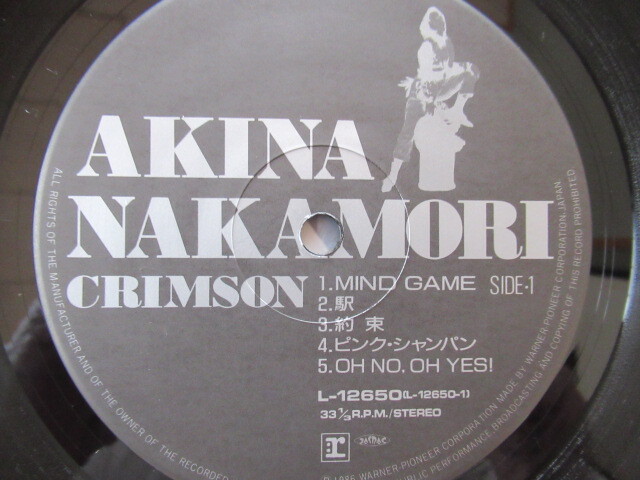 AKINA
NAKAMORI
CRIMSON
1.MIND GAME SIDE·1
2.駅
3.約束
4.ピンク・シャンパン
5.OH NO, OH YES!
L-12650(L-12650-1)
33⅓R.P.M./STEREO
r
ALL RIGHTS OF THE MANUFACTURER AND OF THE OWNER OF THE RECORDED
PUBLIC PERFORMANCE, BROADCASTING AND COPYING OF THIS RECORD PROHIBITED
1986 WARNER-PIONEER CORPORATION MADE BY WARNER-PIONEER CORPORATION, JAPAN.